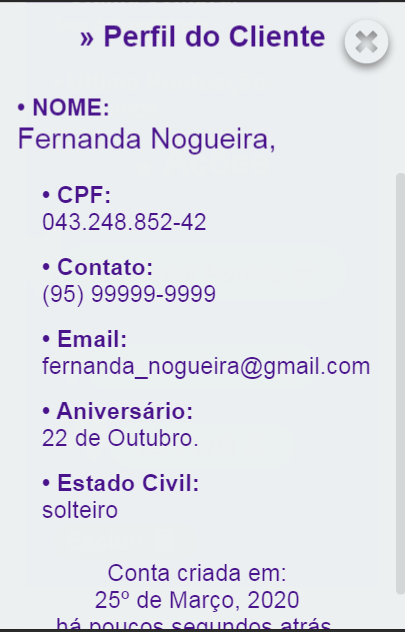 » Perfil do Cliente
• NOME:
Fernanda Nogueira,
• CPF:
043.248.852-42
• Contato:
(95) 99999-9999
• Email:
fernanda_nogueira@gmail.com
• Aniversário:
22 de Outubro.
• Estado Civil:
solteiro
Conta criada em:
25º de Março, 2020
há poucos segundos atrás